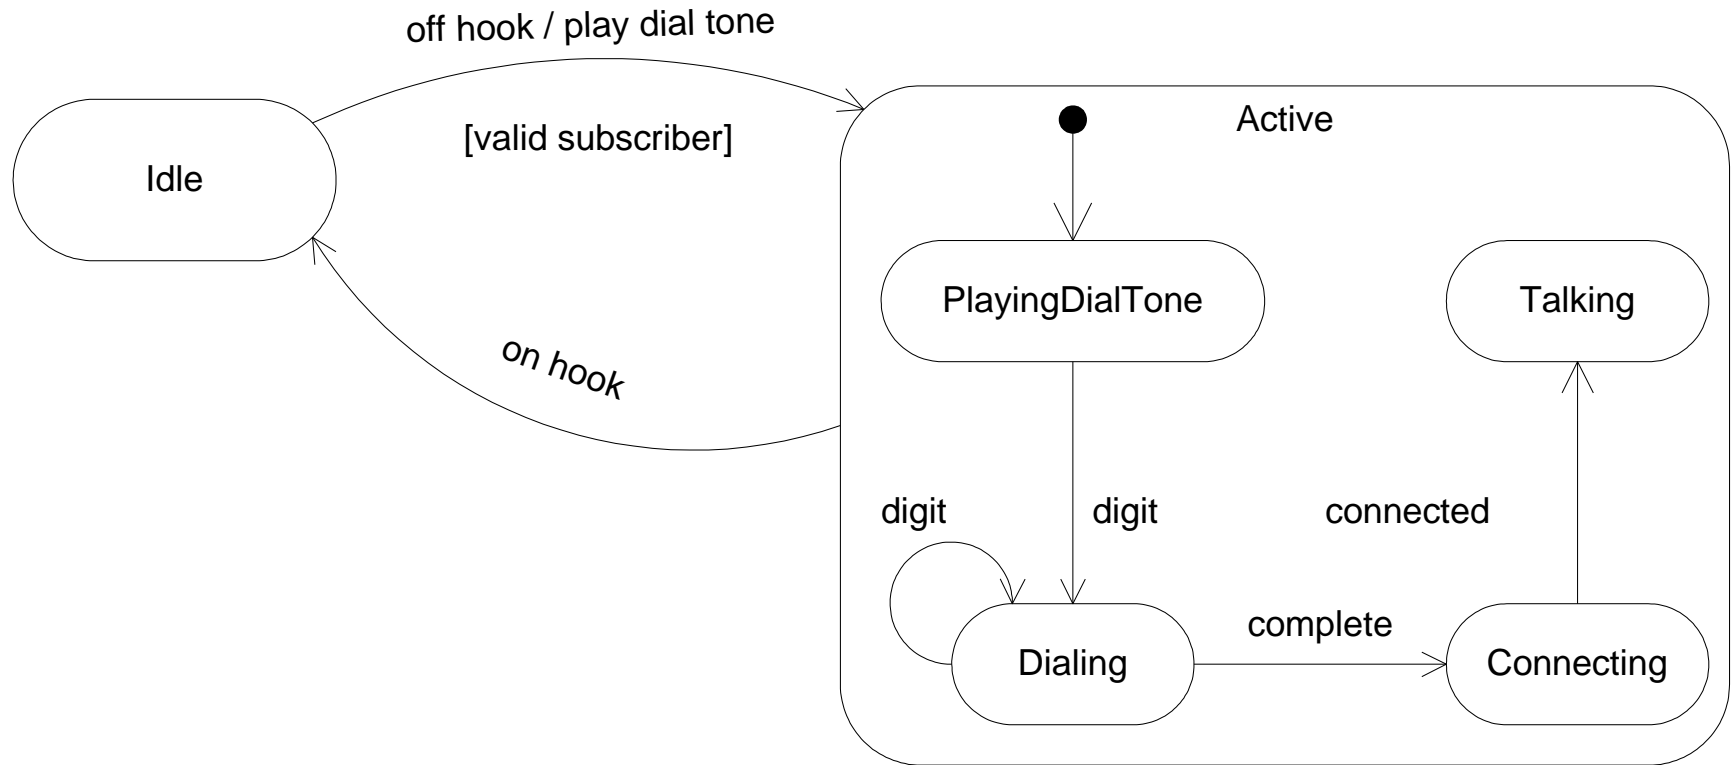 off hook / play dial tone
[valid subscriber]
Idle
Active
PlayingDialTone
Talking
on hook
digit
digit
connected
complete
Dialing
Connecting